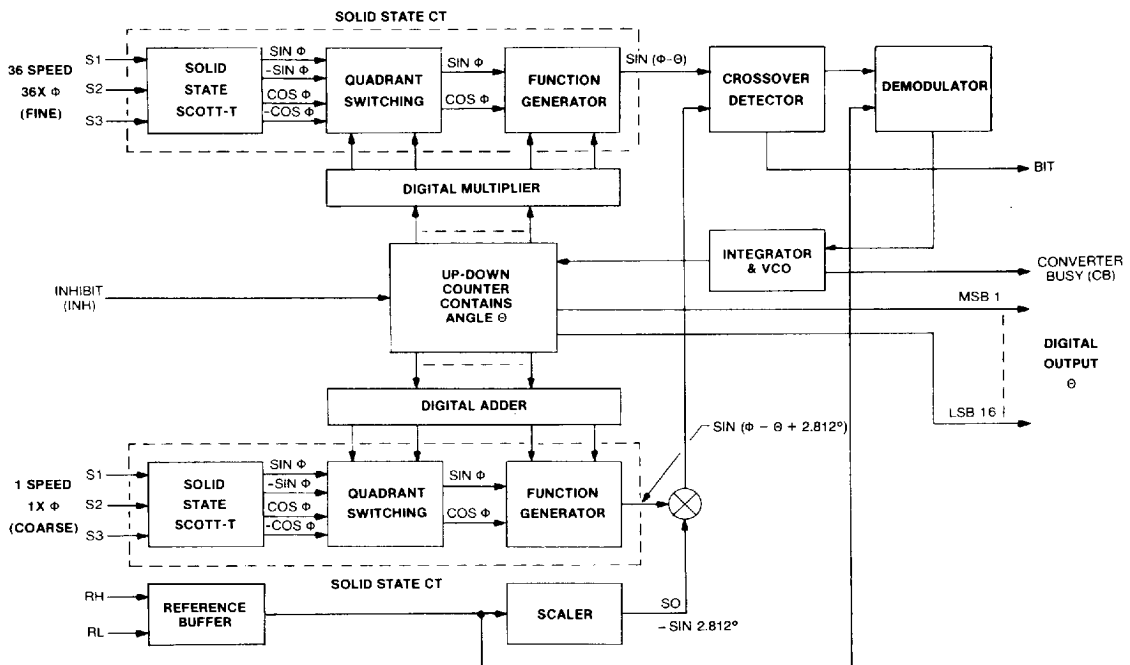 SOLID STATE CT
36 SPEED
36X Φ
(FINE)
S1
S2
S3
SOLID
STATE
SCOTT-T
SIN Φ
-SIN Φ
COS Φ
-COS Φ
QUADRANT
SWITCHING
SIN Φ
COS Φ
FUNCTION
GENERATOR
SIN (Φ-Θ)
CROSSOVER
DETECTOR
DEMODULATOR
BIT
DIGITAL MULTIPLIER
INTEGRATOR
& VCO
CONVERTER
BUSY (CB)
INHIBIT
(INH)
UP-DOWN
COUNTER
CONTAINS
ANGLE Θ
MSB 1
DIGITAL
OUTPUT
Θ
LSB 16
DIGITAL ADDER
SIN (Φ - Θ + 2.812°)
1 SPEED
1X Φ
(COARSE)
S1
S2
S3
SOLID
STATE
SCOTT-T
SIN Φ
-SIN Φ
COS Φ
-COS Φ
QUADRANT
SWITCHING
SIN Φ
COS Φ
FUNCTION
GENERATOR
SOLID STATE CT
RH
RL
REFERENCE
BUFFER
SCALER
SO
- SIN 2.812°